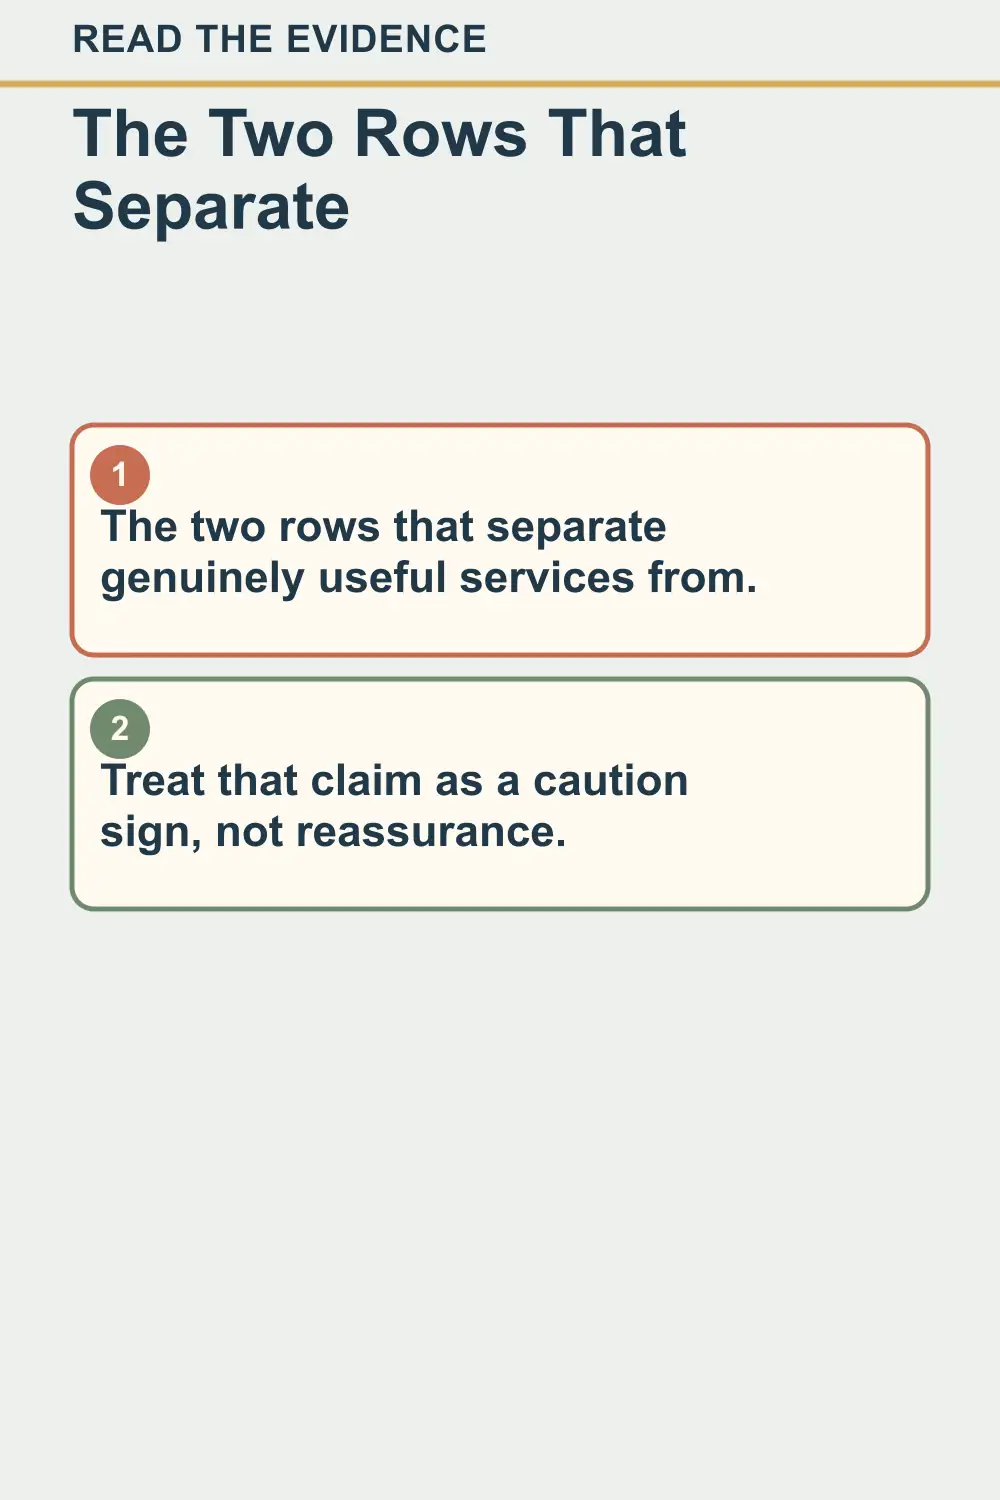 READ THE EVIDENCE
The Two Rows That
Separate
1
The two rows that separate
genuinely useful services from.
2
Treat that claim as a caution
sign, not reassurance.